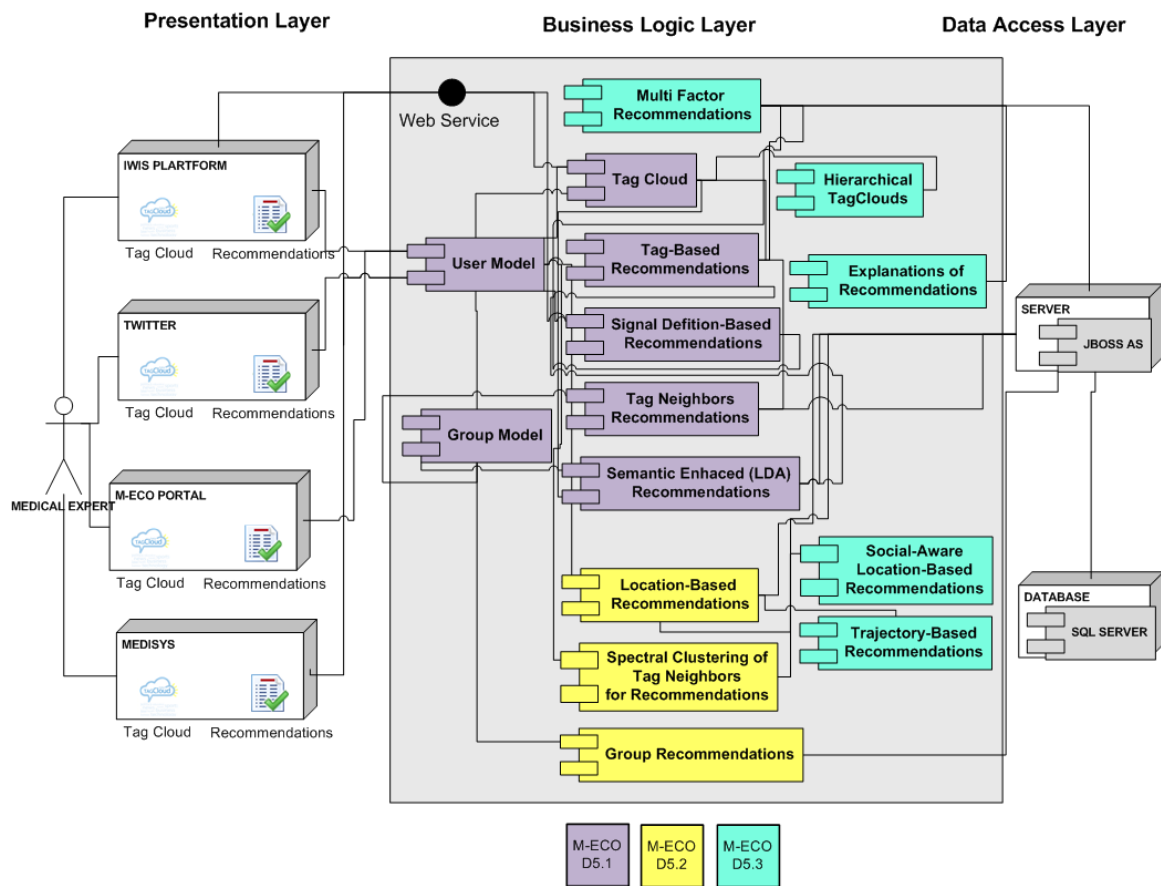 Presentation Layer
Business Logic Layer
Data Access Layer
Web Service
Multi Factor
Recommendations
IWIS PLARTFORM
TagCloud
Tag Cloud
Recommendations
Tag Cloud
Hierarchical
TagClouds
User Model
Tag-Based
Recommendations
Explanations of
Recommendations
TWITTER
TagCloud
Tag Cloud
Recommendations
Signal Defition-Based
Recommendations
SERVER
JBOSS AS
Tag Neighbors
Recommendations
Group Model
MEDICAL EXPERT
M-ECO PORTAL
TagCloud
Tag Cloud
Recommendations
Semantic Enhaced (LDA)
Recommendations
Social-Aware
Location-Based
Recommendations
Location-Based
Recommendations
DATABASE
SQL SERVER
Trajectory-Based
Recommendations
MEDISYS
TagCloud
Tag Cloud
Recommendations
Spectral Clustering of
Tag Neighbors
for Recommendations
Group Recommendations
M-ECO
D5.1
M-ECO
D5.2
M-ECO
D5.3